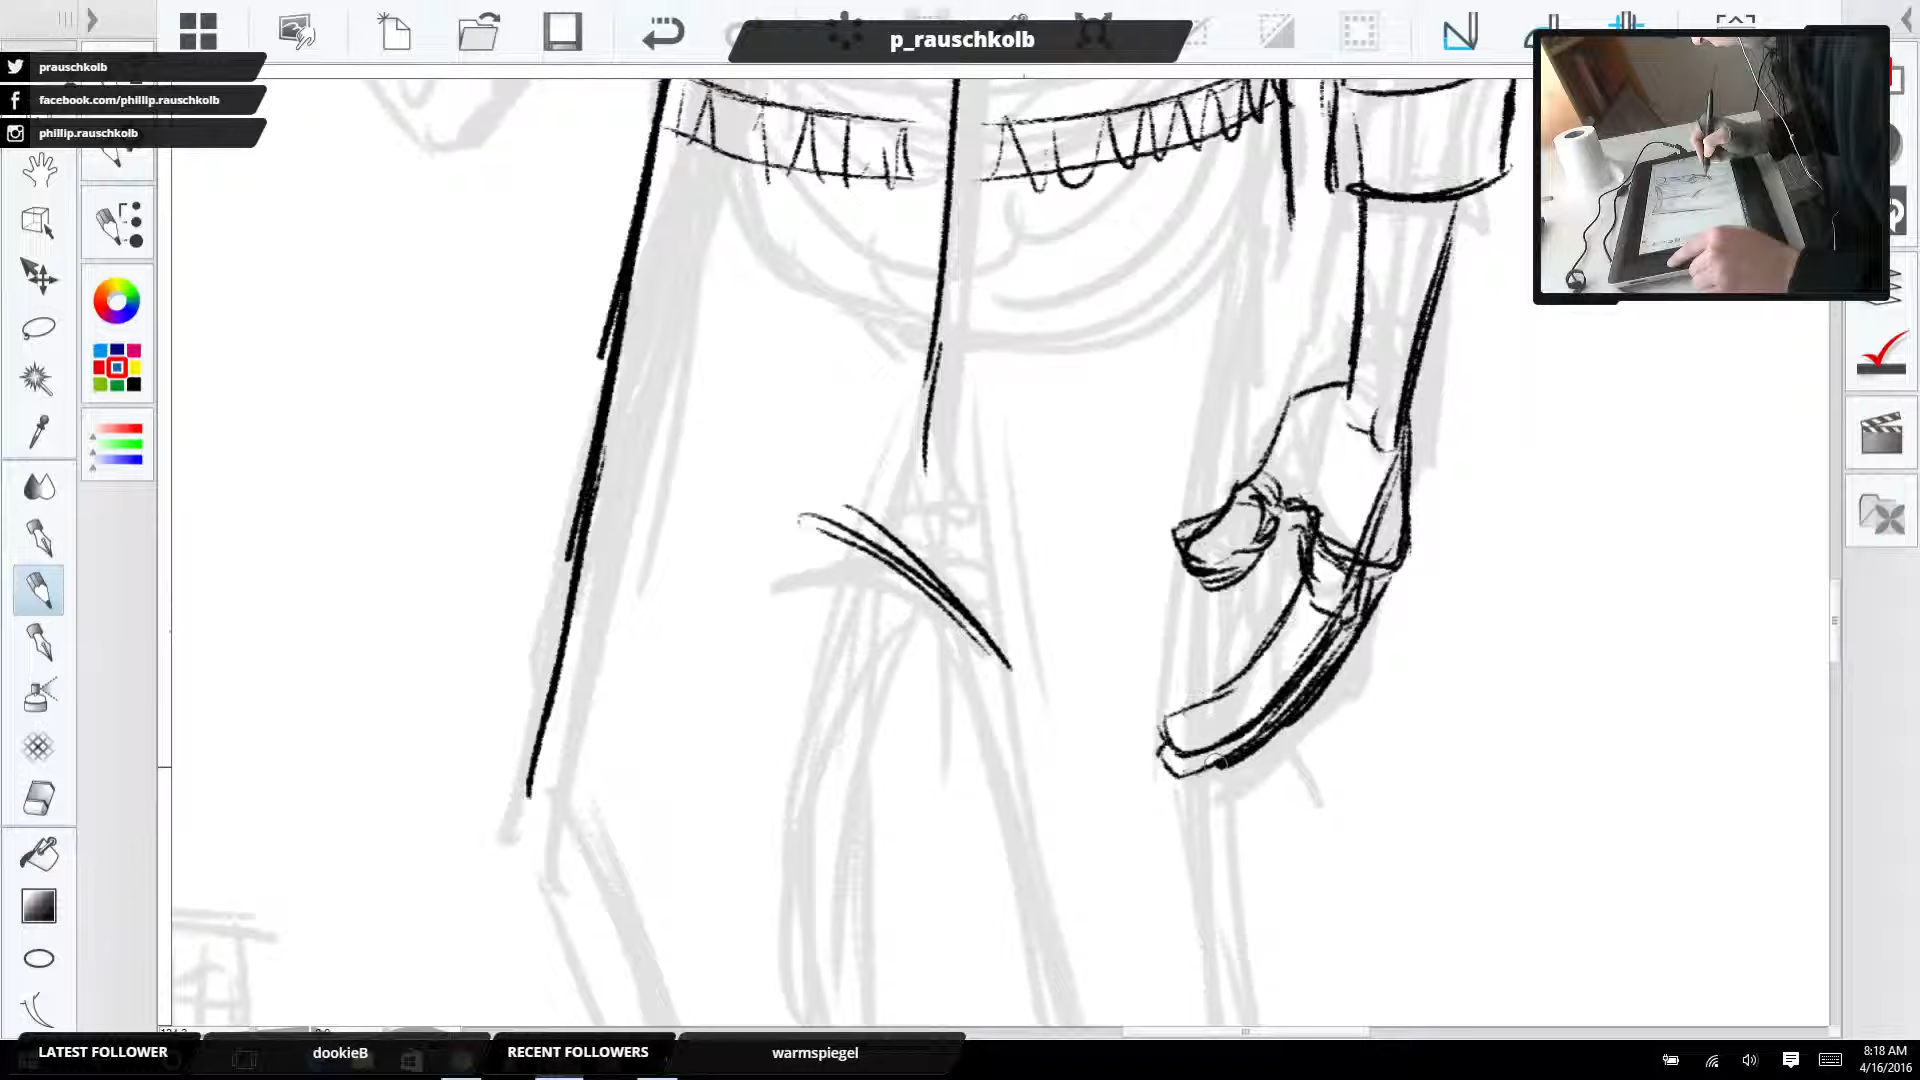 p_rauschkolb
prauschkolb
facebook.com/phillip.rauschkolb
phillip.rauschkolb
LATEST FOLLOWER
dookieB
RECENT FOLLOWERS
warmspiegel
8:18 AM
4/16/2016